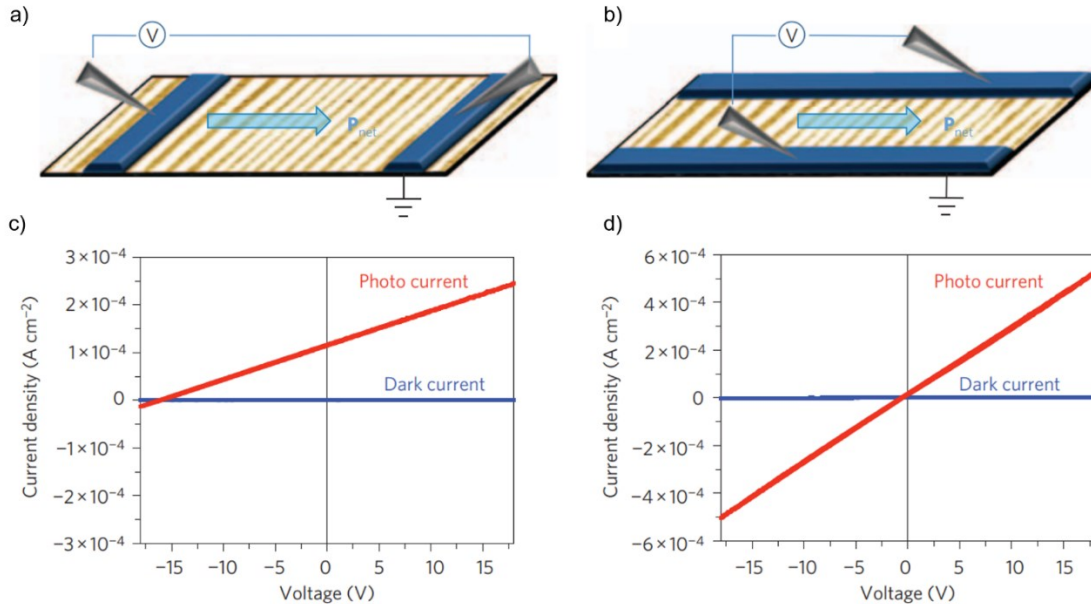 a)
V
P_net
b)
V
P_net
c)
3 × 10⁻⁴
2 × 10⁻⁴
1 × 10⁻⁴
0
−1 × 10⁻⁴
−2 × 10⁻⁴
−3 × 10⁻⁴
Current density (A cm⁻²)
Photo current
Dark current
−15 −10 −5 0 5 10 15
Voltage (V)
d)
6 × 10⁻⁴
4 × 10⁻⁴
2 × 10⁻⁴
0
−2 × 10⁻⁴
−4 × 10⁻⁴
−6 × 10⁻⁴
Current density (A cm⁻²)
Photo current
Dark current
−15 −10 −5 0 5 10 15
Voltage (V)